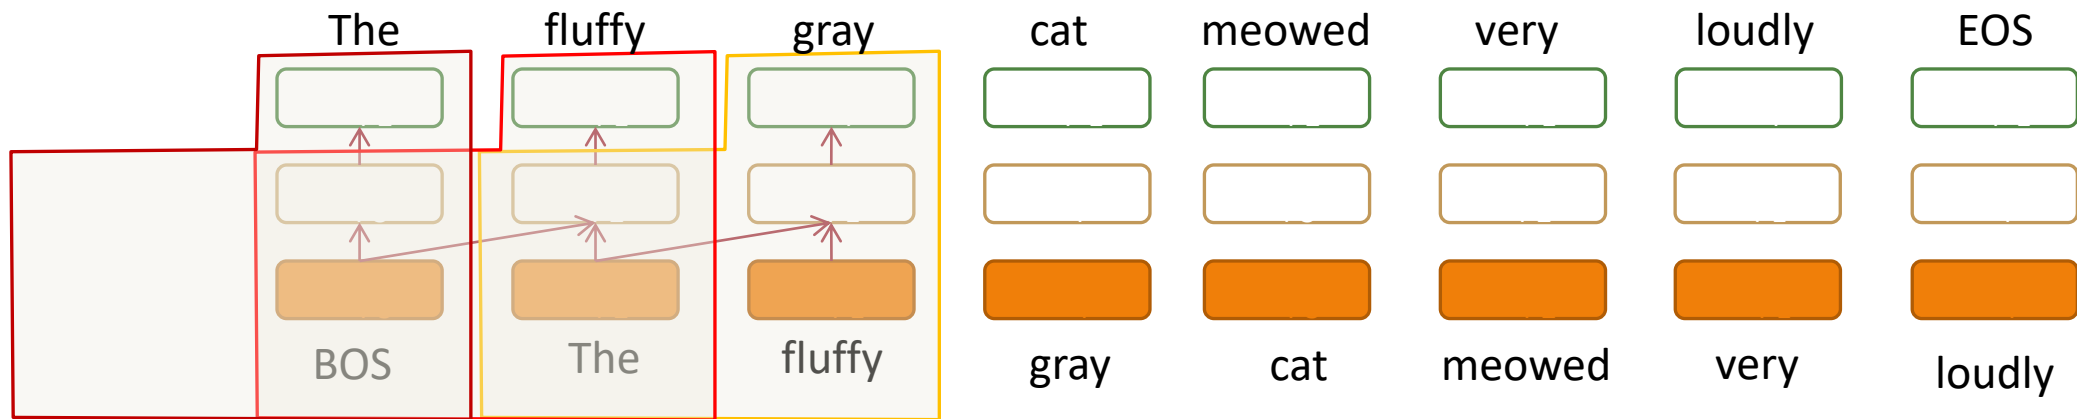 The fluffy gray cat meowed very loudly EOS
BOS The fluffy gray cat meowed very loudly